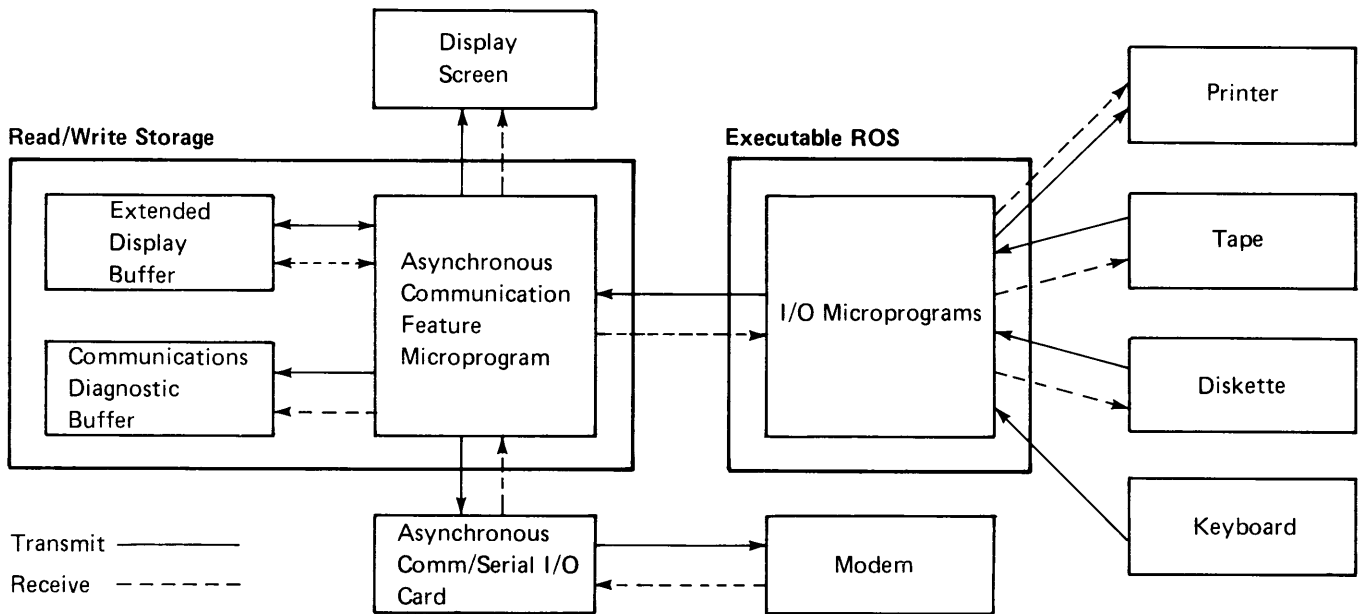 Display
Screen
Printer
Read/Write Storage
Executable ROS
Extended
Display
Buffer
Asynchronous
Communication
Feature
Microprogram
I/O Microprograms
Tape
Communications
Diagnostic
Buffer
Diskette
Keyboard
Asynchronous
Comm/Serial I/O
Card
Modem
Transmit
Receive